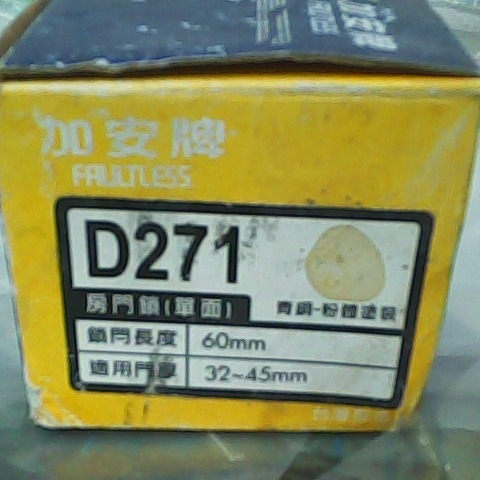 加安牌
FAULTLESS
D271
房門鎖(單面)
青銅-粉體塗裝
鎖閂長度 60mm
適用門厚 32~45mm